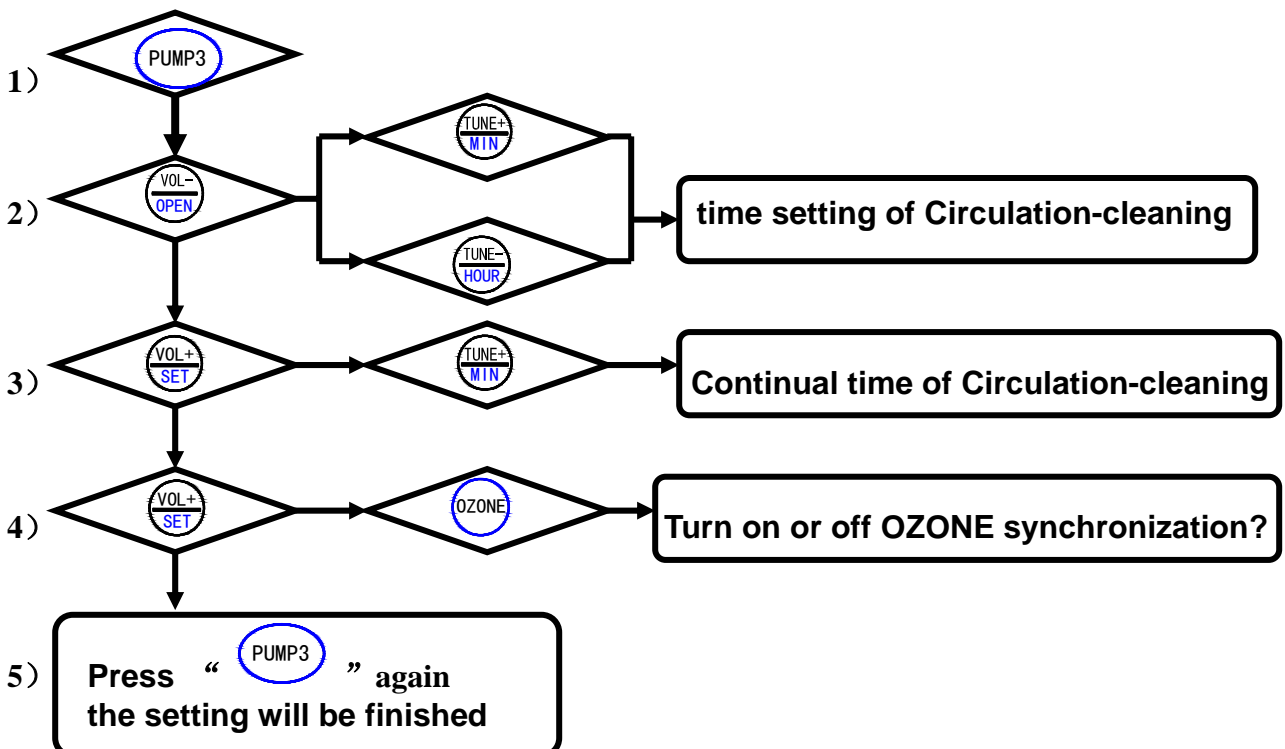 1）
PUMP3
2）
VOL-
OPEN
TUNE+
MIN
TUNE-
HOUR
time setting of Circulation-cleaning
3）
VOL+
SET
TUNE+
MIN
Continual time of Circulation-cleaning
4）
VOL+
SET
OZONE
Turn on or off OZONE synchronization?
5）
Press “ PUMP3 ” again
the setting will be finished